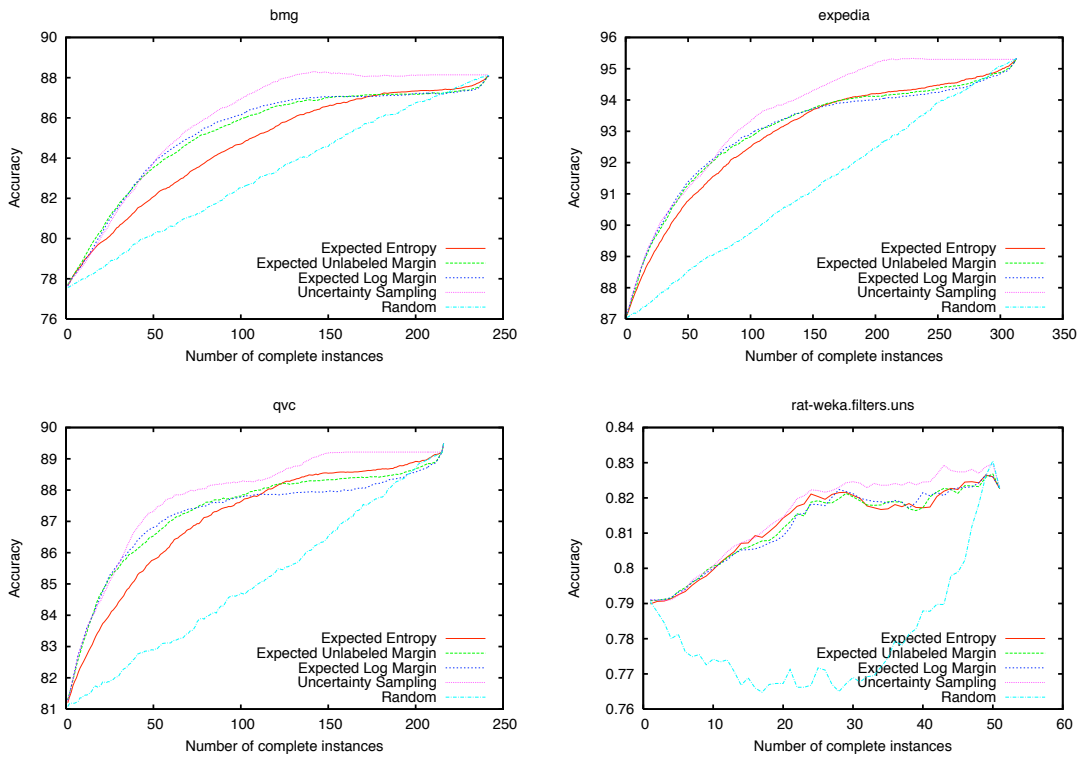 bmg
90
88
86
84
82
80
78
76
Accuracy
Expected Entropy
Expected Unlabeled Margin
Expected Log Margin
Uncertainty Sampling
Random
0 50 100 150 200 250
Number of complete instances
expedia
96
95
94
93
92
91
90
89
88
87
Accuracy
Expected Entropy
Expected Unlabeled Margin
Expected Log Margin
Uncertainty Sampling
Random
0 50 100 150 200 250 300 350
Number of complete instances
qvc
90
89
88
87
86
85
84
83
82
81
Accuracy
Expected Entropy
Expected Unlabeled Margin
Expected Log Margin
Uncertainty Sampling
Random
0 50 100 150 200 250
Number of complete instances
rat-weka.filters.uns
0.84
0.83
0.82
0.81
0.8
0.79
0.78
0.77
0.76
Accuracy
Expected Entropy
Expected Unlabeled Margin
Expected Log Margin
Uncertainty Sampling
Random
0 10 20 30 40 50 60
Number of complete instances